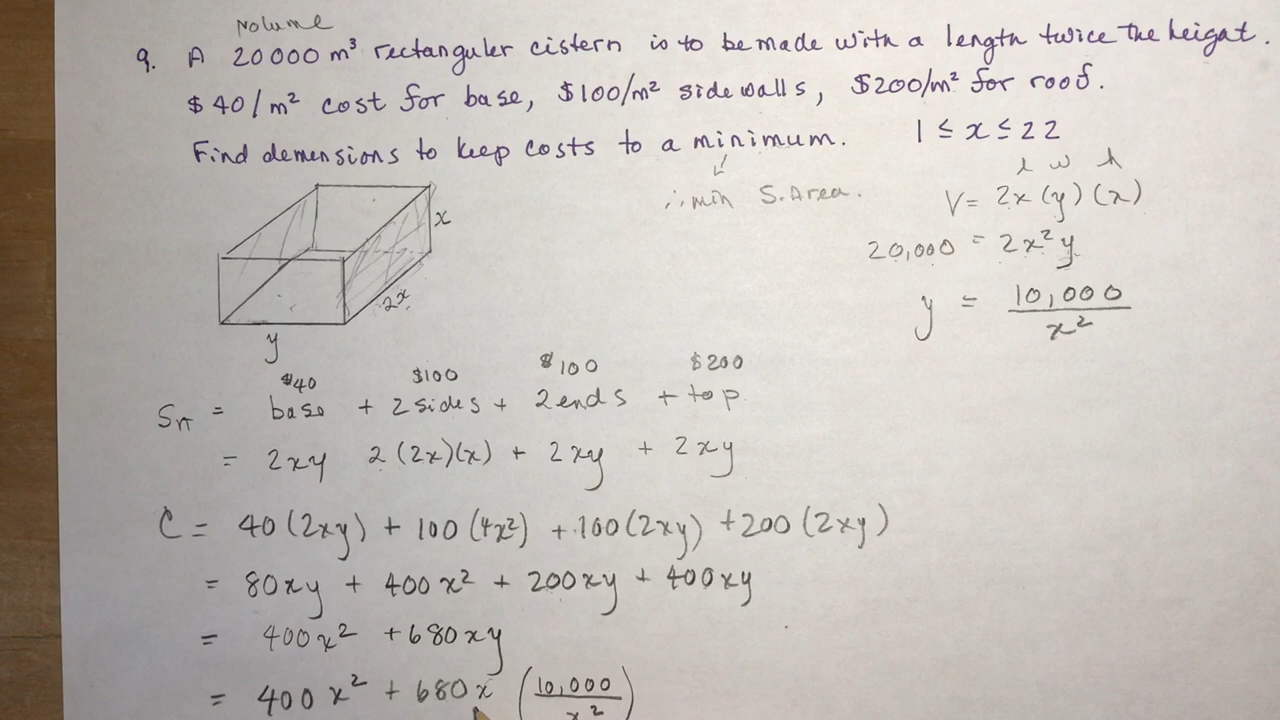 volume
9. A 20000 m³ rectanguler cistern is to be made with a length twice the heigat.
$40/m² cost for base, $100/m² side walls, $200/m² for roof.
Find demensions to keep costs to a minimum. 1 ≤ x ≤ 22
∴ min S. Area.
l w h
V = 2x (y) (x)
20,000 = 2x²y
y = 10,000 / x²
x
2x
y
$40 $100 $100 $200
= base + 2 sides + 2 ends + top
= 2xy 2(2x)(x) + 2xy + 2xy
C = 40(2xy) + 100(4x²) + 100(2xy) + 200(2xy)
= 80xy + 400x² + 200xy + 400xy
= 400x² + 680xy
= 400x² + 680x (10,000 / x²)